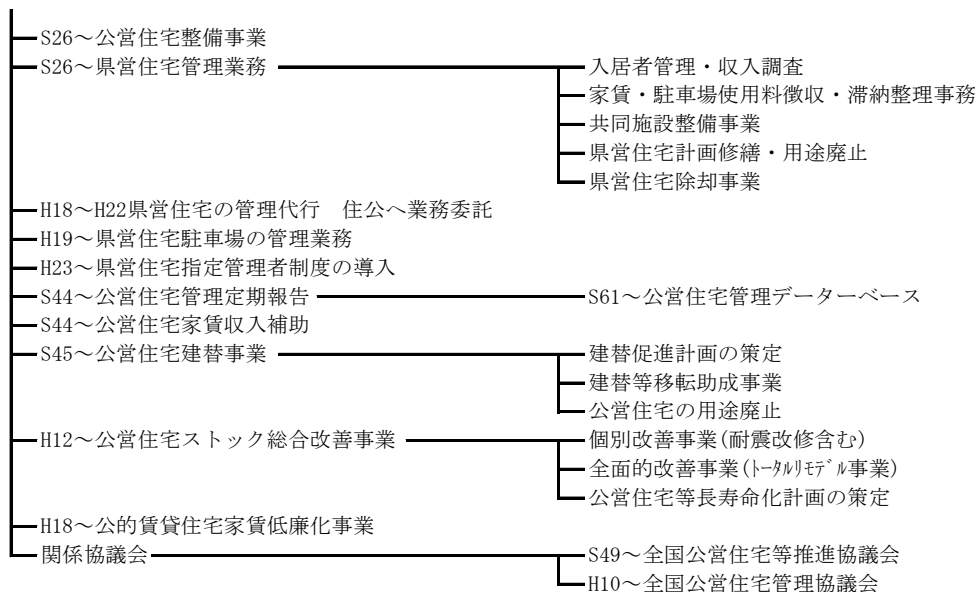 S26～公営住宅整備事業
S26～県営住宅管理業務 入居者管理・収入調査
家賃・駐車場使用料徴収・滞納整理事務
共同施設整備事業
県営住宅計画修繕・用途廃止
県営住宅除却事業
H18～H22県営住宅の管理代行　住公へ業務委託
H19～県営住宅駐車場の管理業務
H23～県営住宅指定管理者制度の導入
S44～公営住宅管理定期報告 S61～公営住宅管理データーベース
S44～公営住宅家賃収入補助
S45～公営住宅建替事業 建替促進計画の策定
建替等移転助成事業
公営住宅の用途廃止
H12～公営住宅ストック総合改善事業 個別改善事業(耐震改修含む)
全面的改善事業(ﾄｰﾀﾙﾘﾓﾃﾞﾙ事業)
公営住宅等長寿命化計画の策定
H18～公的賃貸住宅家賃低廉化事業
関係協議会 S49～全国公営住宅等推進協議会
H10～全国公営住宅管理協議会